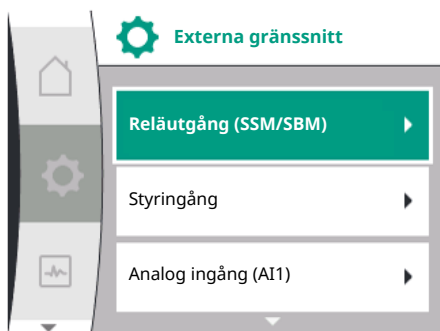 Externa gränssnitt
Reläutgång (SSM/SBM)
Styringång
Analog ingång (AI1)